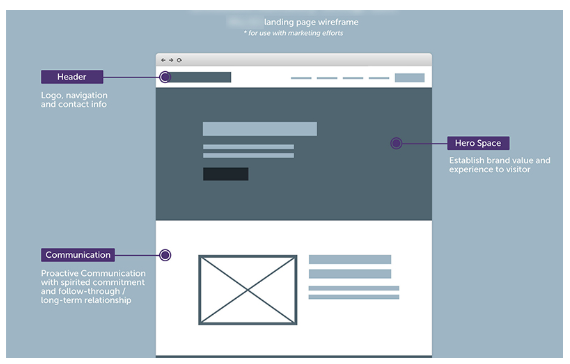 landing page wireframe
* for use with marketing efforts
Header
Logo, navigation
and contact info
Hero Space
Establish brand value and
experience to visitor
Communication
Proactive Communication
with spirited commitment
and follow-through /
long-term relationship